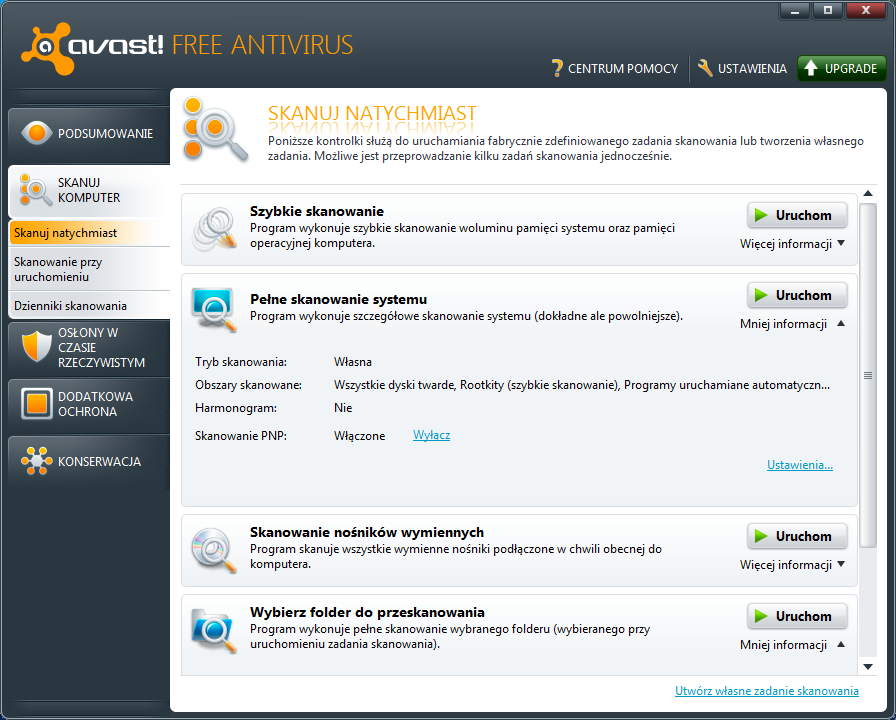 avast! FREE ANTIVIRUS
CENTRUM POMOCY
USTAWIENIA
UPGRADE
PODSUMOWANIE
SKANUJ
KOMPUTER
Skanuj natychmiast
Skanowanie przy
uruchomieniu
Dzienniki skanowania
OSŁONY W
CZASIE
RZECZYWISTYM
DODATKOWA
OCHRONA
KONSERWACJA
SKANUJ NATYCHMIAST
Poniższe kontrolki służą do uruchamiania fabrycznie zdefiniowanego zadania skanowania lub tworzenia własnego
zadania. Możliwe jest przeprowadzanie kilku zadań skanowania jednocześnie.
Szybkie skanowanie
Program wykonuje szybkie skanowanie woluminu pamięci systemu oraz pamięci
operacyjnej komputera.
Uruchom
Więcej informacji
Pełne skanowanie systemu
Program wykonuje szczegółowe skanowanie systemu (dokładne ale powolniejsze).
Uruchom
Mniej informacji
Tryb skanowania: Własna
Obszary skanowane: Wszystkie dyski twarde, Rootkity (szybkie skanowanie), Programy uruchamiane automatyczn...
Harmonogram: Nie
Skanowanie PNP: Włączone Wyłącz
Ustawienia...
Skanowanie nośników wymiennych
Program skanuje wszystkie wymienne nośniki podłączone w chwili obecnej do
komputera.
Uruchom
Więcej informacji
Wybierz folder do przeskanowania
Program wykonuje pełne skanowanie wybranego folderu (wybieranego przy
uruchomieniu zadania skanowania).
Uruchom
Mniej informacji
Utwórz własne zadanie skanowania